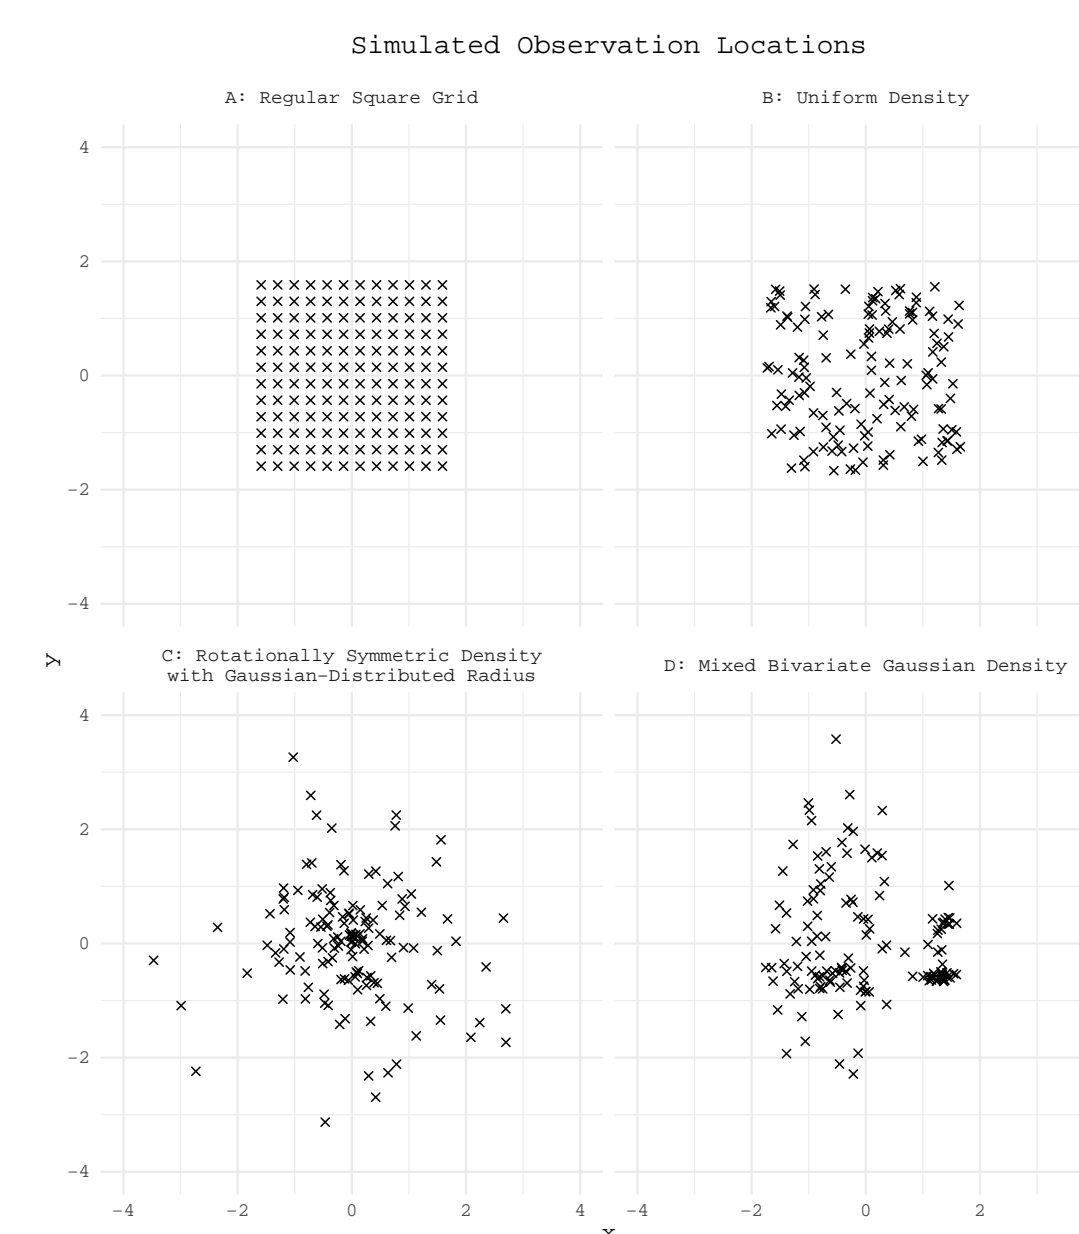 Simulated Observation Locations
A: Regular Square Grid
B: Uniform Density
4
2
0
−2
−4
y
C: Rotationally Symmetric Density
with Gaussian−Distributed Radius
D: Mixed Bivariate Gaussian Density
4
2
0
−2
−4
−4 −2 0 2 4
−4 −2 0 2